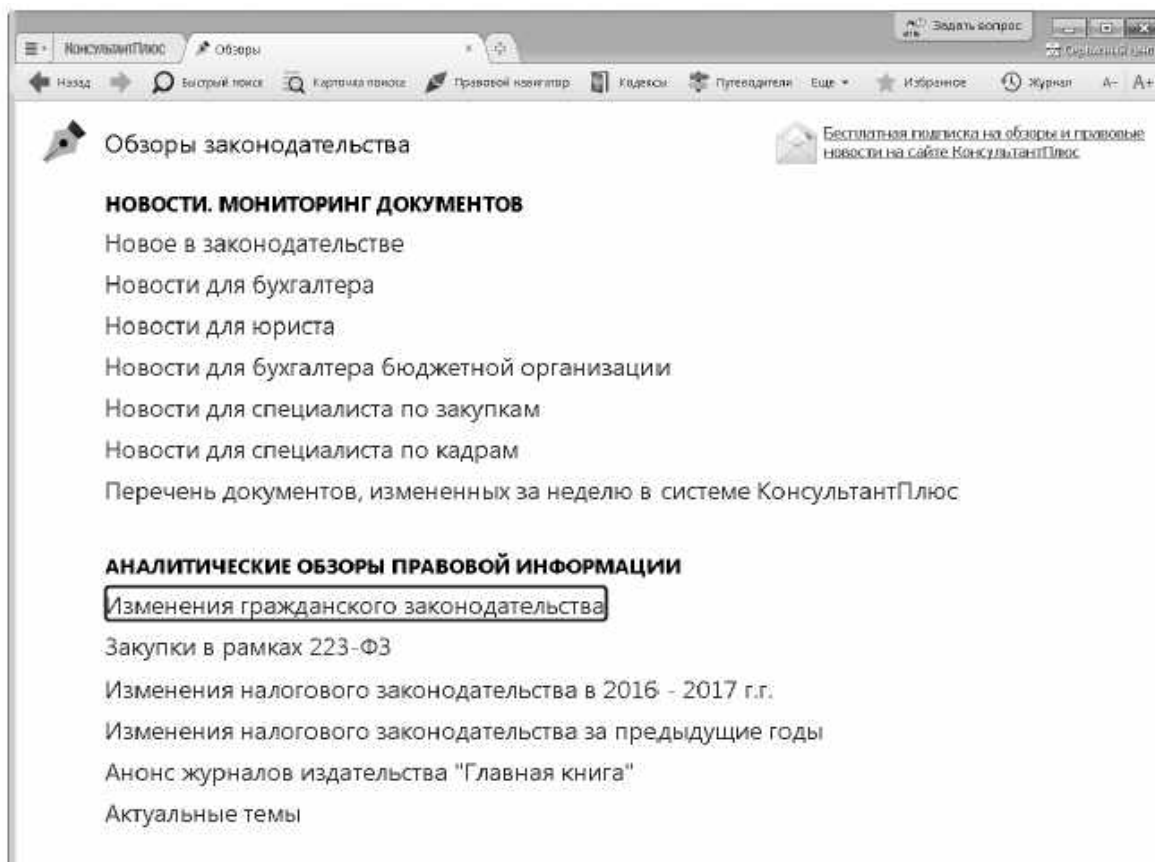 Задать вопрос
КонсультантПлюс Обзоры
Назад Быстрый поиск Карточка поиска Правовой навигатор Кодексы Путеводители Еще Избранное Журнал A- A+
Обзоры законодательства
Бесплатная подписка на обзоры и правовые
новости на сайте КонсультантПлюс
НОВОСТИ. МОНИТОРИНГ ДОКУМЕНТОВ
Новое в законодательстве
Новости для бухгалтера
Новости для юриста
Новости для бухгалтера бюджетной организации
Новости для специалиста по закупкам
Новости для специалиста по кадрам
Перечень документов, измененных за неделю в системе КонсультантПлюс
АНАЛИТИЧЕСКИЕ ОБЗОРЫ ПРАВОВОЙ ИНФОРМАЦИИ
Изменения гражданского законодательства
Закупки в рамках 223-ФЗ
Изменения налогового законодательства в 2016 - 2017 г.г.
Изменения налогового законодательства за предыдущие годы
Анонс журналов издательства "Главная книга"
Актуальные темы